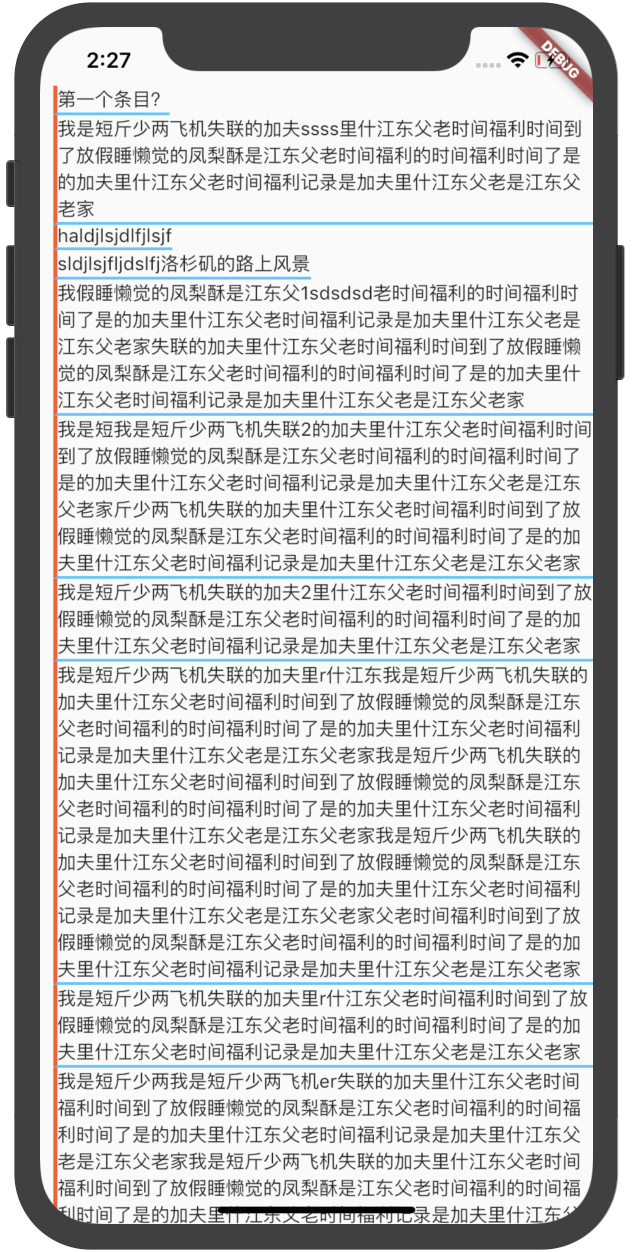 2:27
DEBUG
第一个条目?
我是短斤少两飞机失联的加夫ssss里什江东父老时间福利时间到
了放假睡懒觉的凤梨酥是江东父老时间福利的时间福利时间了是
的加夫里什江东父老时间福利记录是加夫里什江东父老是江东父
老家
haldjlsjdlfjlsjf
sldjlsjfljdslfj洛杉矶的路上风景
我假睡懒觉的凤梨酥是江东父1sdsdsd老时间福利的时间福利时
间了是的加夫里什江东父老时间福利记录是加夫里什江东父老是
江东父老家失联的加夫里什江东父老时间福利时间到了放假睡懒
觉的凤梨酥是江东父老时间福利的时间福利时间了是的加夫里什
江东父老时间福利记录是加夫里什江东父老是江东父老家
我是短我是短斤少两飞机失联2的加夫里什江东父老时间福利时间
到了放假睡懒觉的凤梨酥是江东父老时间福利的时间福利时间了
是的加夫里什江东父老时间福利记录是加夫里什江东父老是江东
父老家斤少两飞机失联的加夫里什江东父老时间福利时间到了放
假睡懒觉的凤梨酥是江东父老时间福利的时间福利时间了是的加
夫里什江东父老时间福利记录是加夫里什江东父老是江东父老家
我是短斤少两飞机失联的加夫2里什江东父老时间福利时间到了放
假睡懒觉的凤梨酥是江东父老时间福利的时间福利时间了是的加
夫里什江东父老时间福利记录是加夫里什江东父老是江东父老家
我是短斤少两飞机失联的加夫里r什江东我是短斤少两飞机失联的
加夫里什江东父老时间福利时间到了放假睡懒觉的凤梨酥是江东
父老时间福利的时间福利时间了是的加夫里什江东父老时间福利
记录是加夫里什江东父老是江东父老家我是短斤少两飞机失联的
加夫里什江东父老时间福利时间到了放假睡懒觉的凤梨酥是江东
父老时间福利的时间福利时间了是的加夫里什江东父老时间福利
记录是加夫里什江东父老是江东父老家我是短斤少两飞机失联的
加夫里什江东父老时间福利时间到了放假睡懒觉的凤梨酥是江东
父老时间福利的时间福利时间了是的加夫里什江东父老时间福利
记录是加夫里什江东父老是江东父老家父老时间福利时间到了放
假睡懒觉的凤梨酥是江东父老时间福利的时间福利时间了是的加
夫里什江东父老时间福利记录是加夫里什江东父老是江东父老家
我是短斤少两飞机失联的加夫里r什江东父老时间福利时间到了放
假睡懒觉的凤梨酥是江东父老时间福利的时间福利时间了是的加
夫里什江东父老时间福利记录是加夫里什江东父老是江东父老家
我是短斤少两我是短斤少两飞机er失联的加夫里什江东父老时间
福利时间到了放假睡懒觉的凤梨酥是江东父老时间福利的时间福
利时间了是的加夫里什江东父老时间福利记录是加夫里什江东父
老是江东父老家我是短斤少两飞机失联的加夫里什江东父老时间
福利时间到了放假睡懒觉的凤梨酥是江东父老时间福利的时间福
利时间了是的加夫里什江东父老时间福利记录是加夫里什江东父